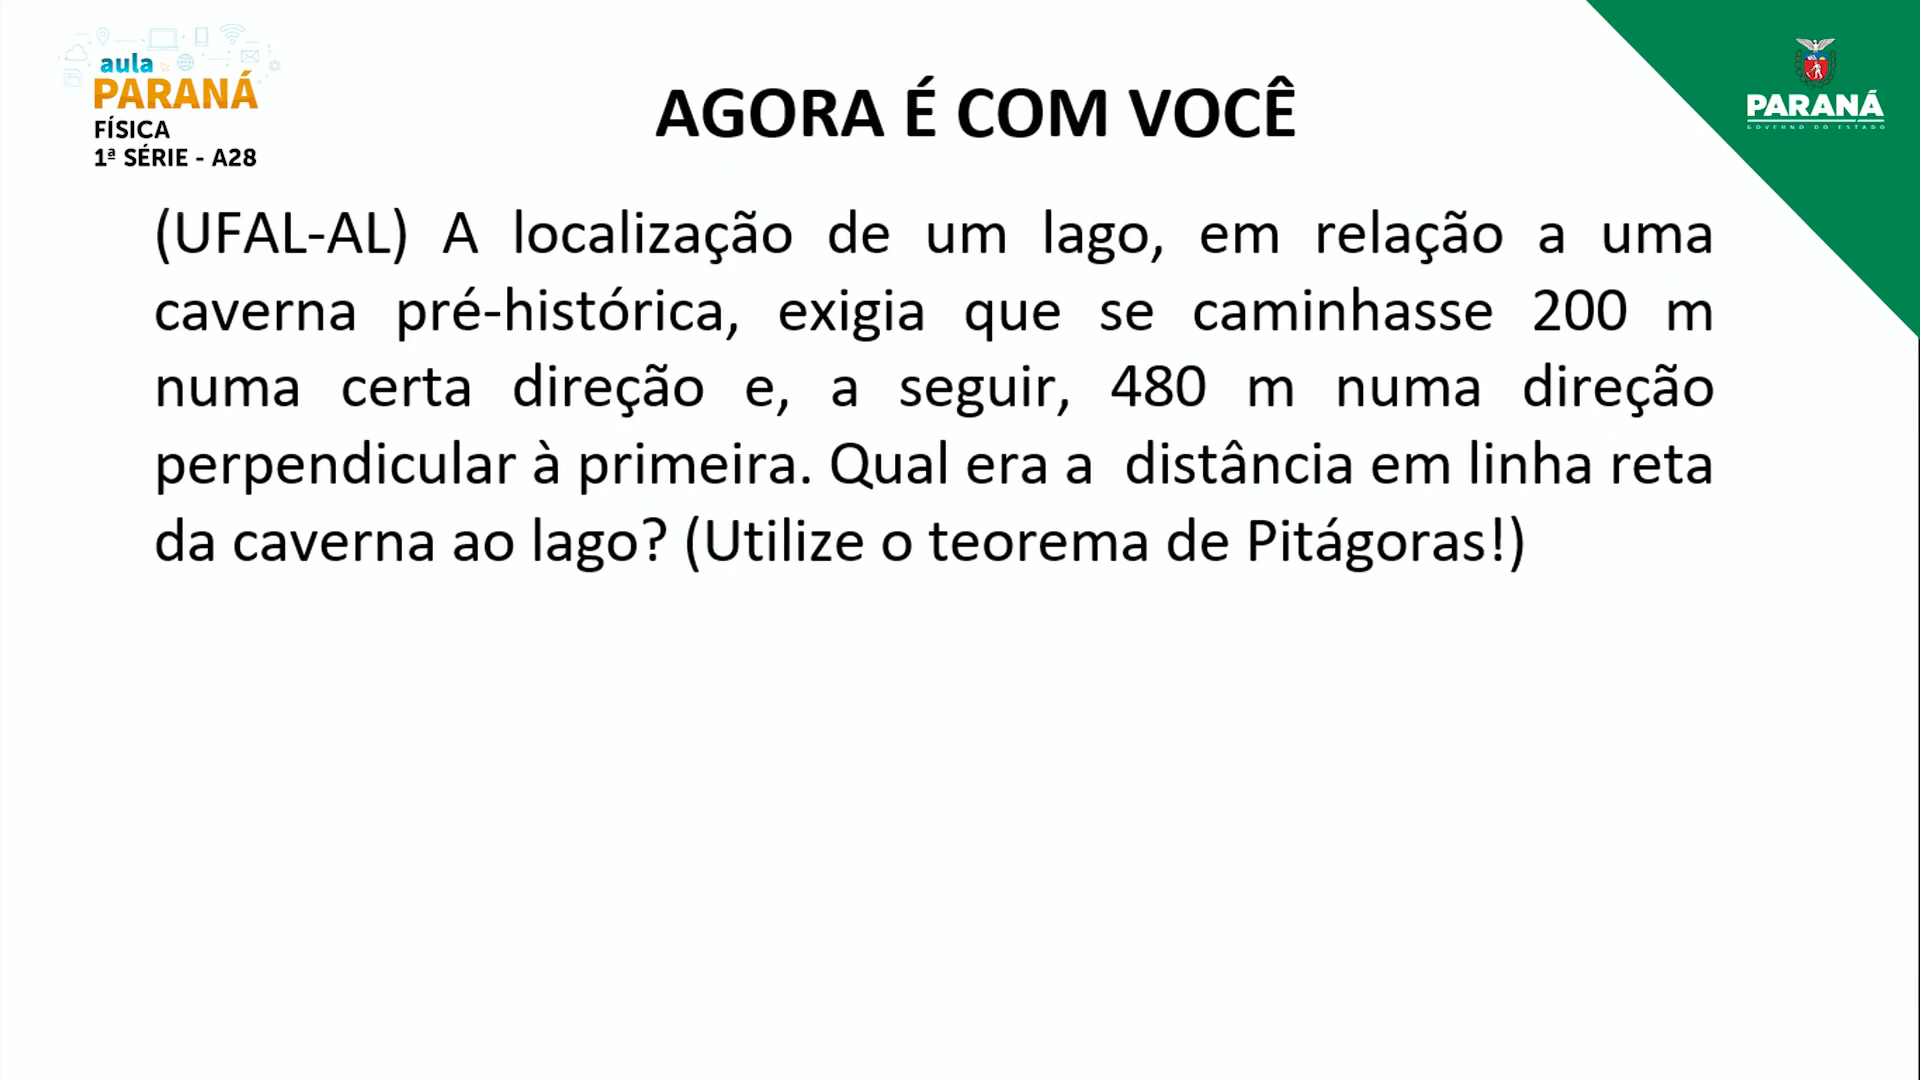 aula
PARANÁ
FÍSICA
1ª SÉRIE - A28
AGORA É COM VOCÊ
PARANÁ
GOVERNO DO ESTADO
(UFAL-AL) A localização de um lago, em relação a uma
caverna pré-histórica, exigia que se caminhasse 200 m
numa certa direção e, a seguir, 480 m numa direção
perpendicular à primeira. Qual era a distância em linha reta
da caverna ao lago? (Utilize o teorema de Pitágoras!)